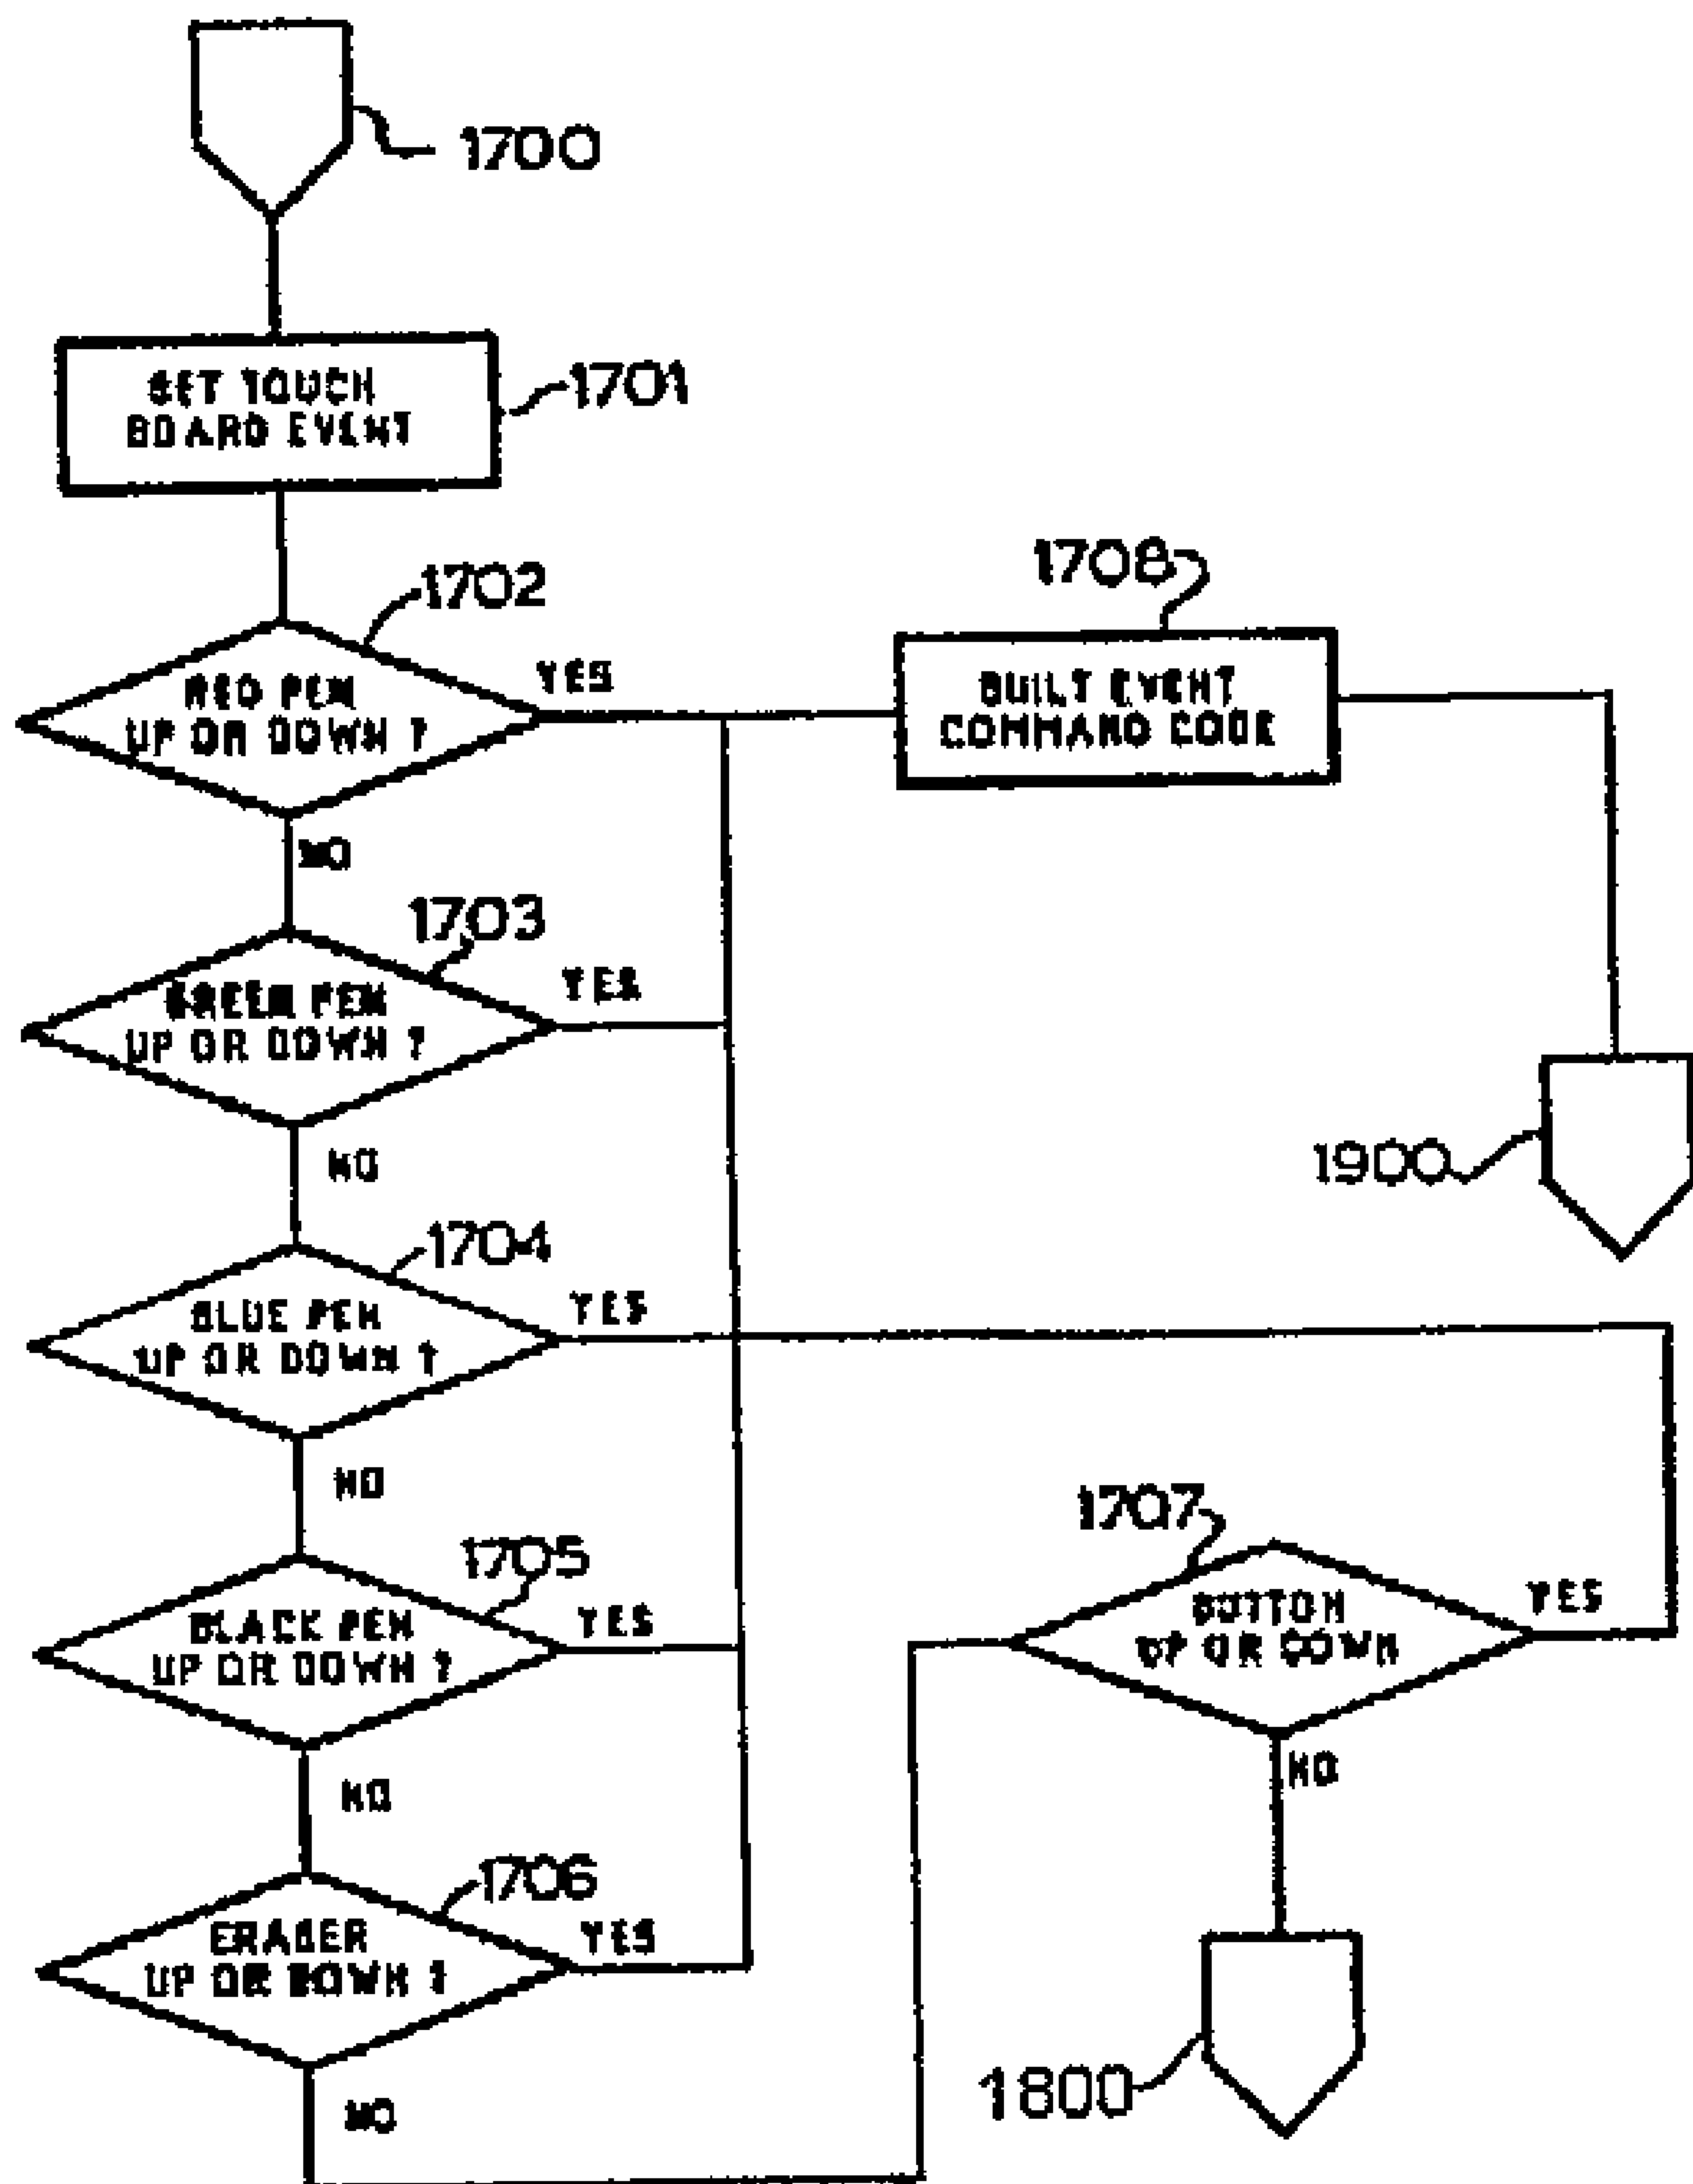 1700
GET TOUCH
BOARD EVENT
1701
1702
RED PEN
UP OR DOWN ?
YES
NO
1708
BUILT EVENT
COMMAND CODE
1703
GREEN PEN
UP OR DOWN ?
YES
NO
1900
1704
BLUE PEN
UP OR DOWN ?
YES
NO
1705
BLACK PEN
UP OR DOWN ?
YES
NO
1707
BUTTON
UP OR DOWN
YES
NO
1706
ERASER
UP OR DOWN ?
YES
NO
1800